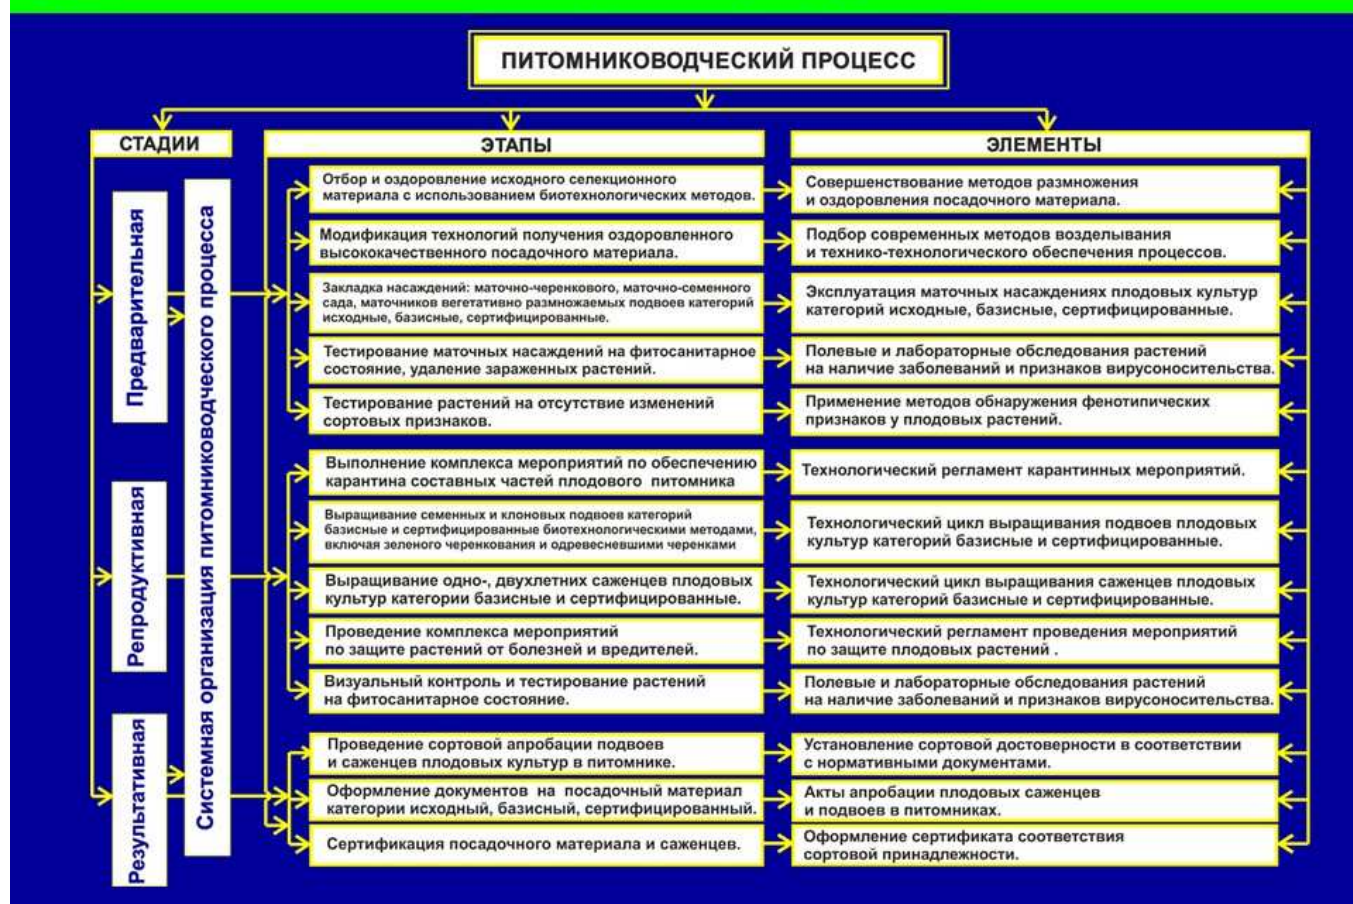 ПИТОМНИКОВОДЧЕСКИЙ ПРОЦЕСС
СТАДИИ
ЭТАПЫ
ЭЛЕМЕНТЫ
Предварительная
Репродуктивная
Результативная
Системная организация питомниководческого процесса
Отбор и оздоровление исходного селекционного
материала с использованием биотехнологических методов.
Совершенствование методов размножения
и оздоровления посадочного материала.
Модификация технологий получения оздоровленного
высококачественного посадочного материала.
Подбор современных методов возделывания
и технико-технологического обеспечения процессов.
Закладка насаждений: маточно-черенкового, маточно-семенного
сада, маточников вегетативно размножаемых подвоев категорий
исходные, базисные, сертифицированные.
Эксплуатация маточных насаждениях плодовых культур
категорий исходные, базисные, сертифицированные.
Тестирование маточных насаждений на фитосанитарное
состояние, удаление зараженных растений.
Полевые и лабораторные обследования растений
на наличие заболеваний и признаков вирусоносительства.
Тестирование растений на отсутствие изменений
сортовых признаков.
Применение методов обнаружения фенотипических
признаков у плодовых растений.
Выполнение комплекса мероприятий по обеспечению
карантина составных частей плодового питомника
Технологический регламент карантинных мероприятий.
Выращивание семенных и клоновых подвоев категорий
базисные и сертифицированные биотехнологическими методами,
включая зеленого черенкования и одревесневшими черенками
Технологический цикл выращивания подвоев плодовых
культур категорий базисные и сертифицированные.
Выращивание одно-, двухлетних саженцев плодовых
культур категории базисные и сертифицированные.
Технологический цикл выращивания саженцев плодовых
культур категорий базисные и сертифицированные.
Проведение комплекса мероприятий
по защите растений от болезней и вредителей.
Технологический регламент проведения мероприятий
по защите плодовых растений .
Визуальный контроль и тестирование растений
на фитосанитарное состояние.
Полевые и лабораторные обследования растений
на наличие заболеваний и признаков вирусоносительства.
Проведение сортовой апробации подвоев
и саженцев плодовых культур в питомнике.
Установление сортовой достоверности в соответствии
с нормативными документами.
Оформление документов на посадочный материал
категории исходный, базисный, сертифицированный.
Акты апробации плодовых саженцев
и подвоев в питомниках.
Сертификация посадочного материала и саженцев.
Оформление сертификата соответствия
сортовой принадлежности.